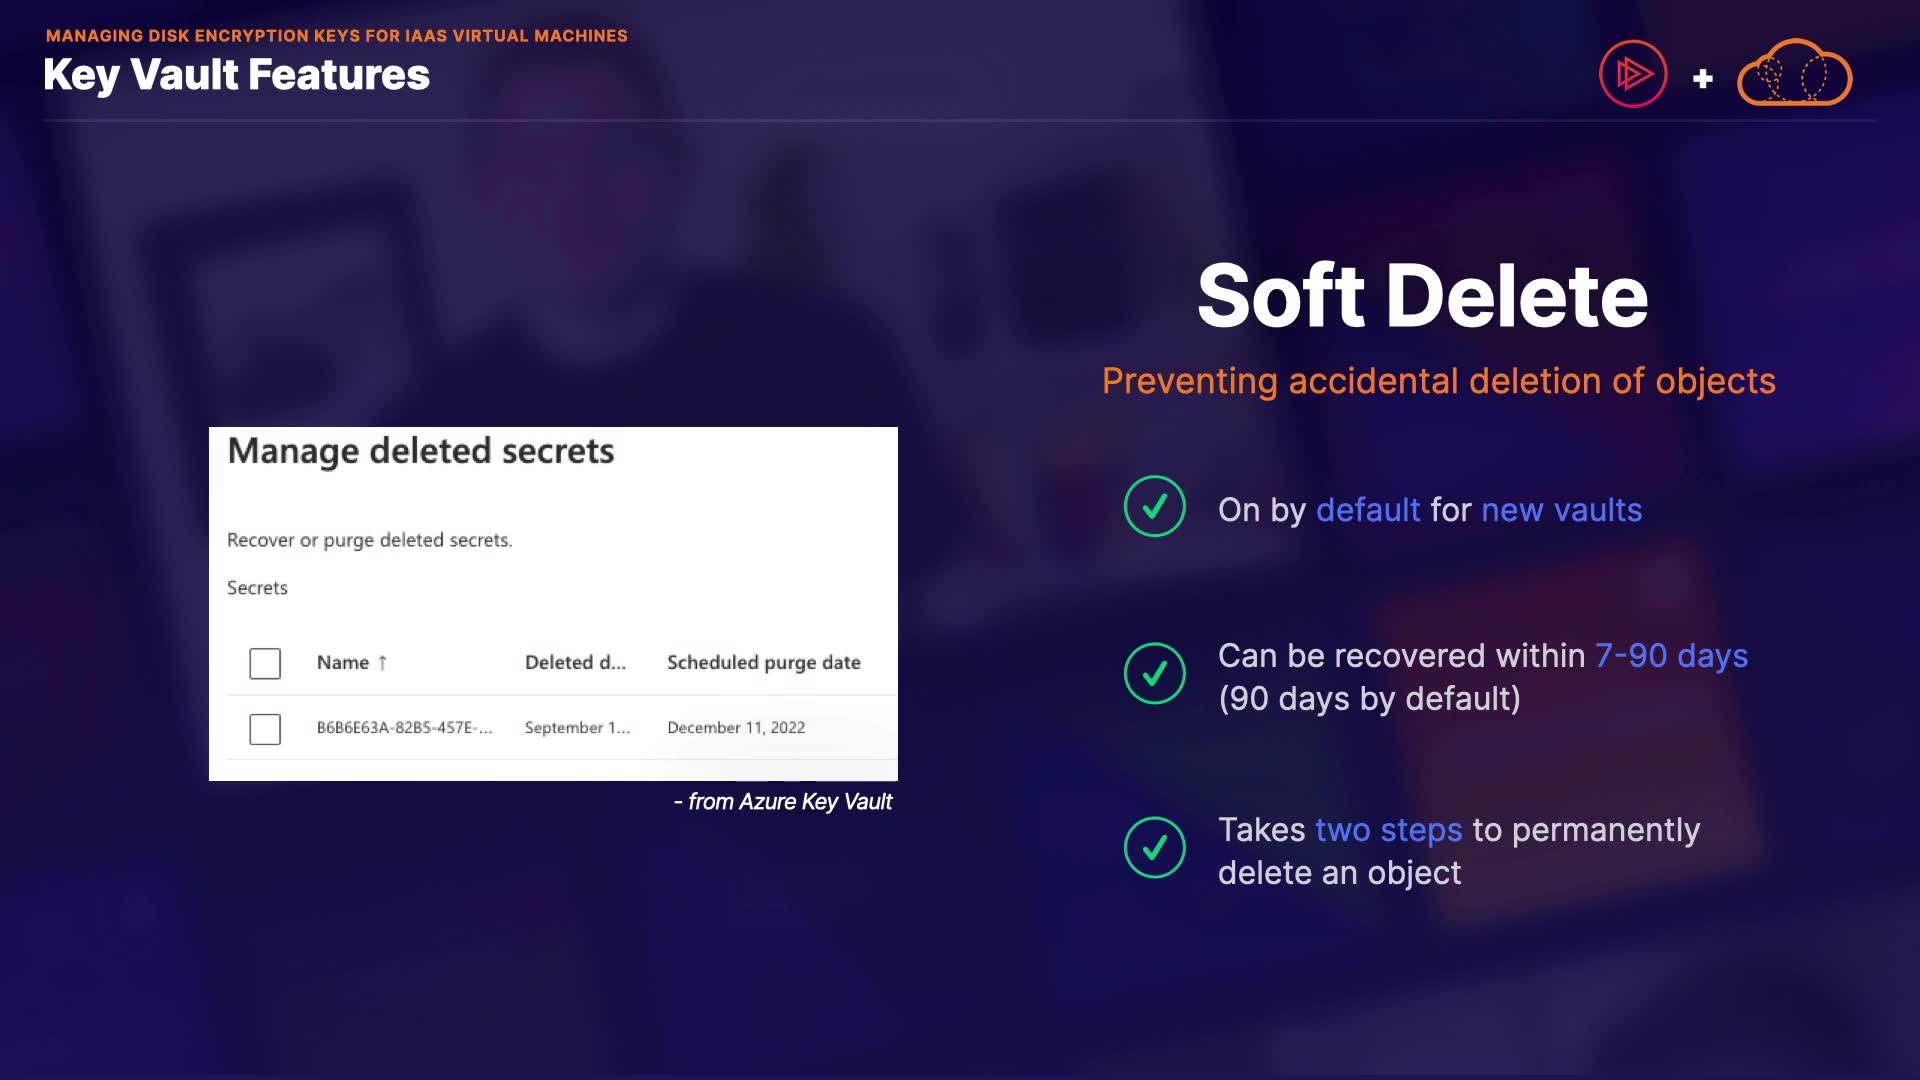 MANAGING DISK ENCRYPTION KEYS FOR IAAS VIRTUAL MACHINES
Key Vault Features
+
Soft Delete
Preventing accidental deletion of objects
Manage deleted secrets
Recover or purge deleted secrets.
Secrets
Name ↑ Deleted d... Scheduled purge date
B6B6E63A-82B5-457E-... September 1... December 11, 2022
- from Azure Key Vault
On by default for new vaults
Can be recovered within 7-90 days
(90 days by default)
Takes two steps to permanently
delete an object